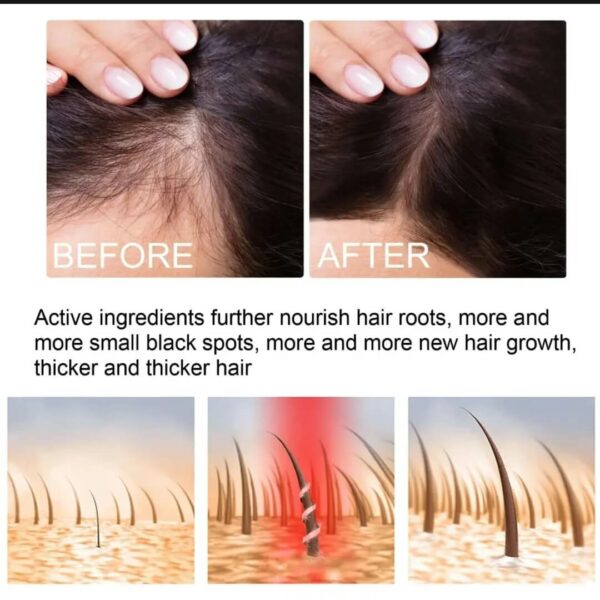 BEFORE
AFTER
Active ingredients further nourish hair roots, more and
more small black spots, more and more new hair growth,
thicker and thicker hair